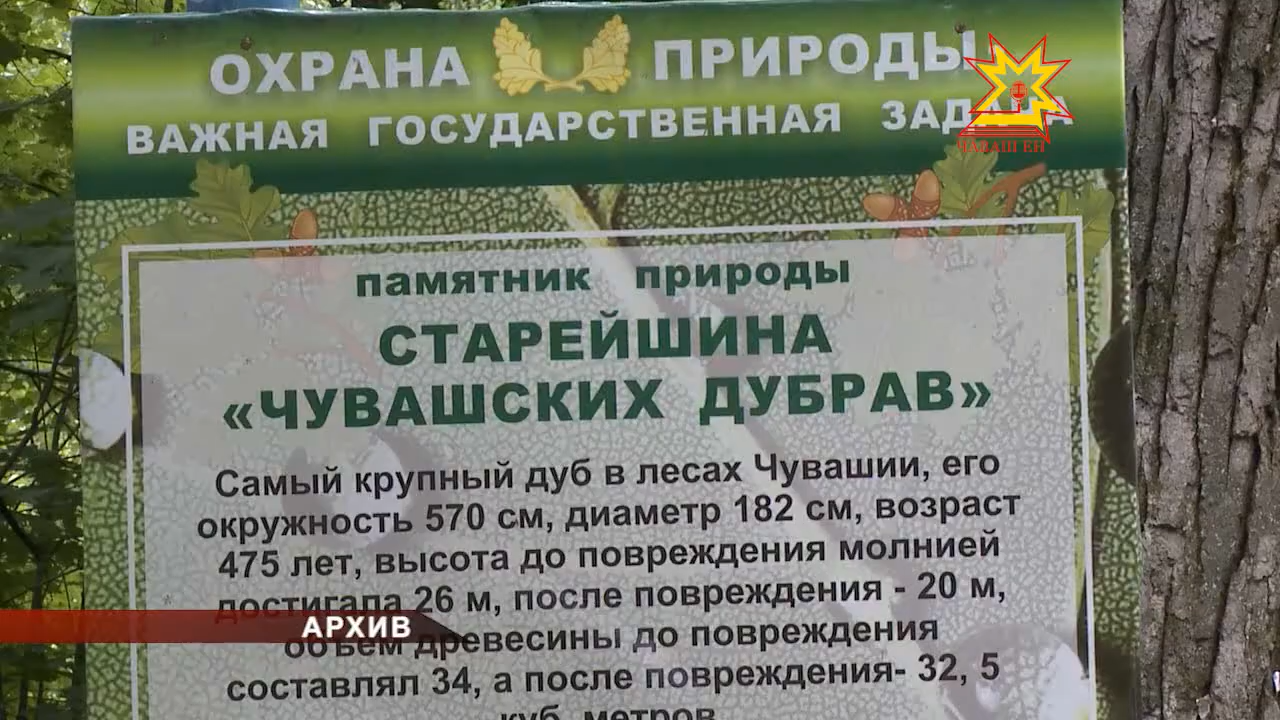 ОХРАНА ПРИРОДЫ
ВАЖНАЯ ГОСУДАРСТВЕННАЯ ЗАДАЧА
ЧӐВАШ ЕН
памятник природы
СТАРЕЙШИНА
«ЧУВАШСКИХ ДУБРАВ»
Самый крупный дуб в лесах Чувашии, его
окружность 570 см, диаметр 182 см, возраст
475 лет, высота до повреждения молнией
достигала 26 м, после повреждения - 20 м,
АРХИВ
объем древесины до повреждения
составлял 34, а после повреждения- 32, 5
куб. метров